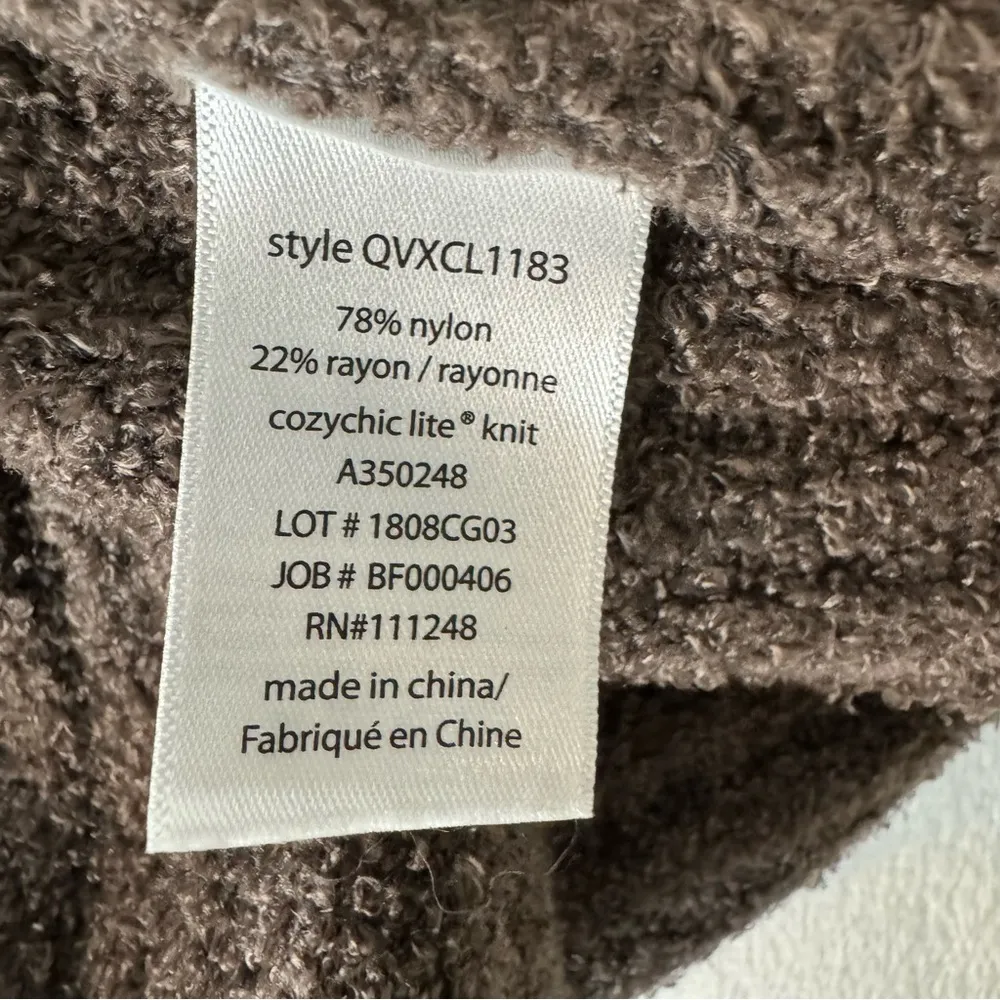 style QVXCL1183
78% nylon
22% rayon / rayonne
cozychic lite® knit
A350248
LOT # 1808CG03
JOB # BF000406
RN#111248
made in china/
Fabriqué en Chine